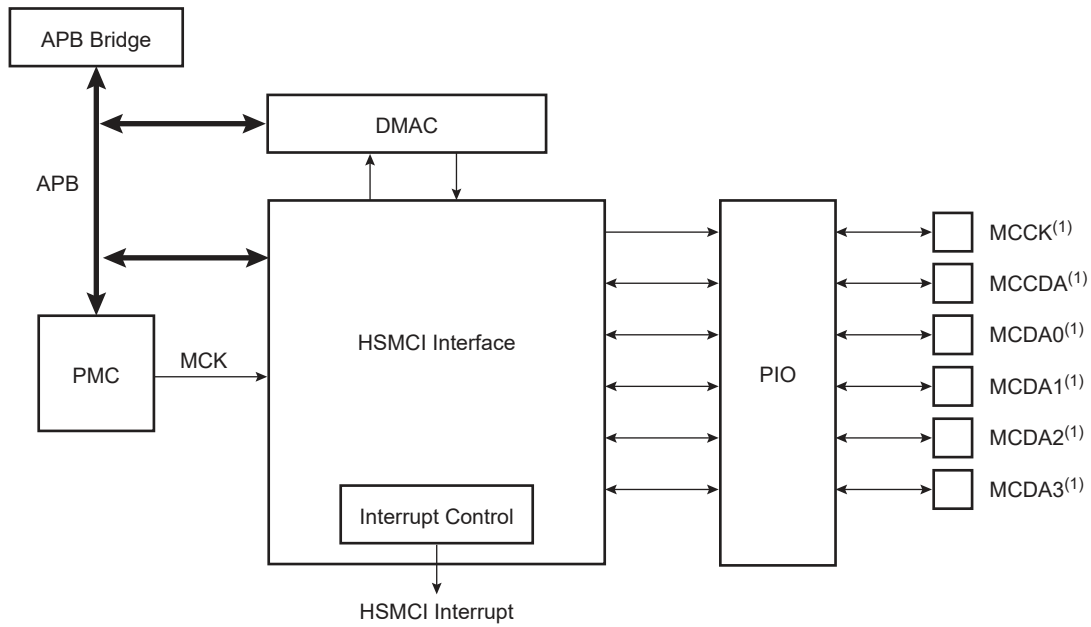 APB Bridge
DMAC
APB
MCCK(1)
MCCDA(1)
HSMCI Interface
MCDA0(1)
MCK
PMC
PIO
MCDA1(1)
MCDA2(1)
MCDA3(1)
Interrupt Control
HSMCI Interrupt